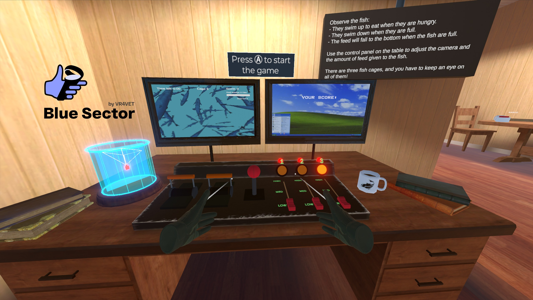 Observe the fish:
- They swim up to eat when they are hungry.
- They swim down when they are full.
- The feed will fall to the bottom when the fish are full.
Use the control panel on the table to adjust the camera and
the amount of feed given to the fish.
There are three fish cages, and you have to keep an eye on
all of them!
Press A to start
the game
by VRAVET
Blue Sector
YOUR SCORE:
LOW
LOW
LOW